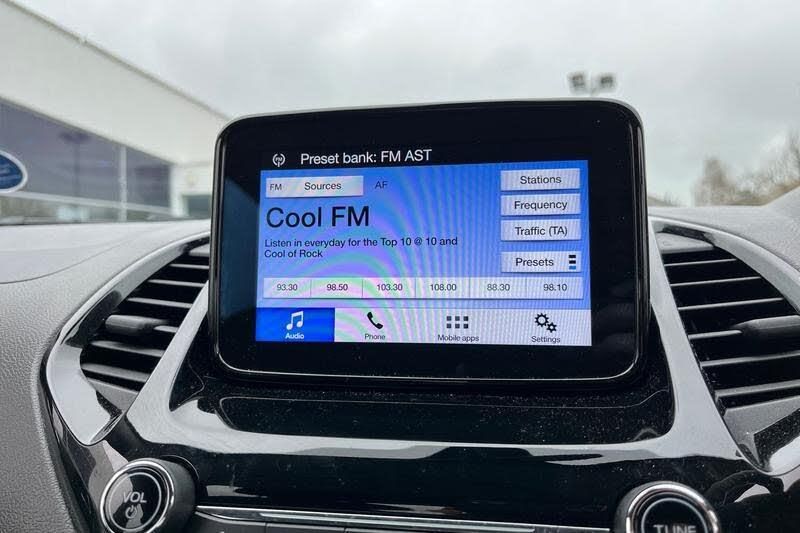 Preset bank: FM AST
FM
Sources
AF
Stations
Cool FM
Frequency
Listen in everyday for the Top 10 @ 10 and
Cool of Rock
Traffic (TA)
Presets
93.30 98.50 103.30 108.00 88.30 98.10
Audio
Phone
Mobile apps
Settings
VOL
TUNE